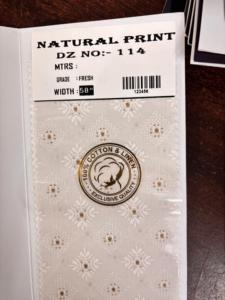 NATURAL PRINT
DZ NO:- 114
MTRS :
GRADE : FRESH
WIDTH : 58"
123456
100% COTTON & LINEN
EXCLUSIVE QUALITY